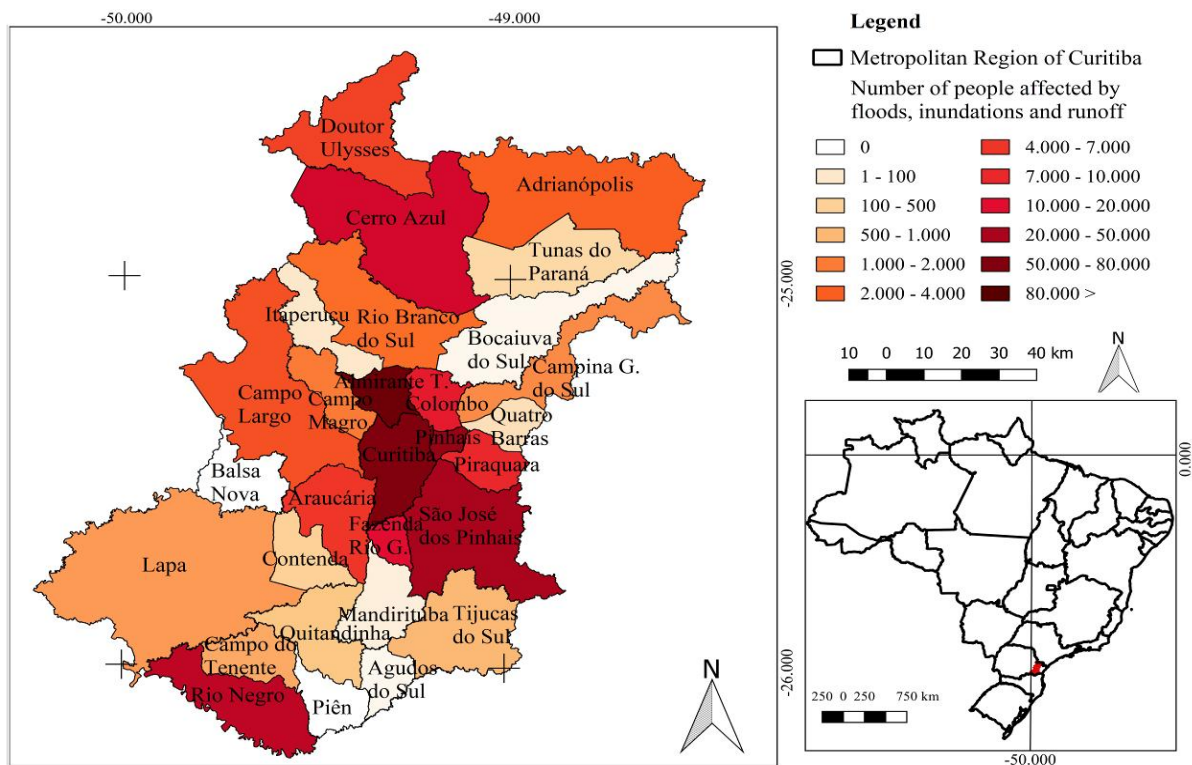 -50.000
-49.000
Doutor
Ulysses
Adrianópolis
Cerro Azul
Tunas do
Paraná
-25.000
Itaperuçu
Rio Branco
do Sul
Bocaiuva
do Sul
Campina G.
do Sul
Almirante T.
Colombo
Campo
Largo
Campo
Magro
Quatro
Barras
Pinhais
Curitiba
Piraquara
Balsa
Nova
Araucária
São José
dos Pinhais
Fazenda
Rio G.
Lapa
Contenda
Mandirituba
Tijucas
do Sul
Quitandinha
Campo do
Tenente
Agudos
do Sul
Rio Negro
Piên
-26.000
N
Legend
Metropolitan Region of Curitiba
Number of people affected by
floods, inundations and runoff
0
1 - 100
100 - 500
500 - 1.000
1.000 - 2.000
2.000 - 4.000
4.000 - 7.000
7.000 - 10.000
10.000 - 20.000
20.000 - 50.000
50.000 - 80.000
80.000 >
N
10 0 10 20 30 40 km
0.000
250 0 250 750 km
-50.000